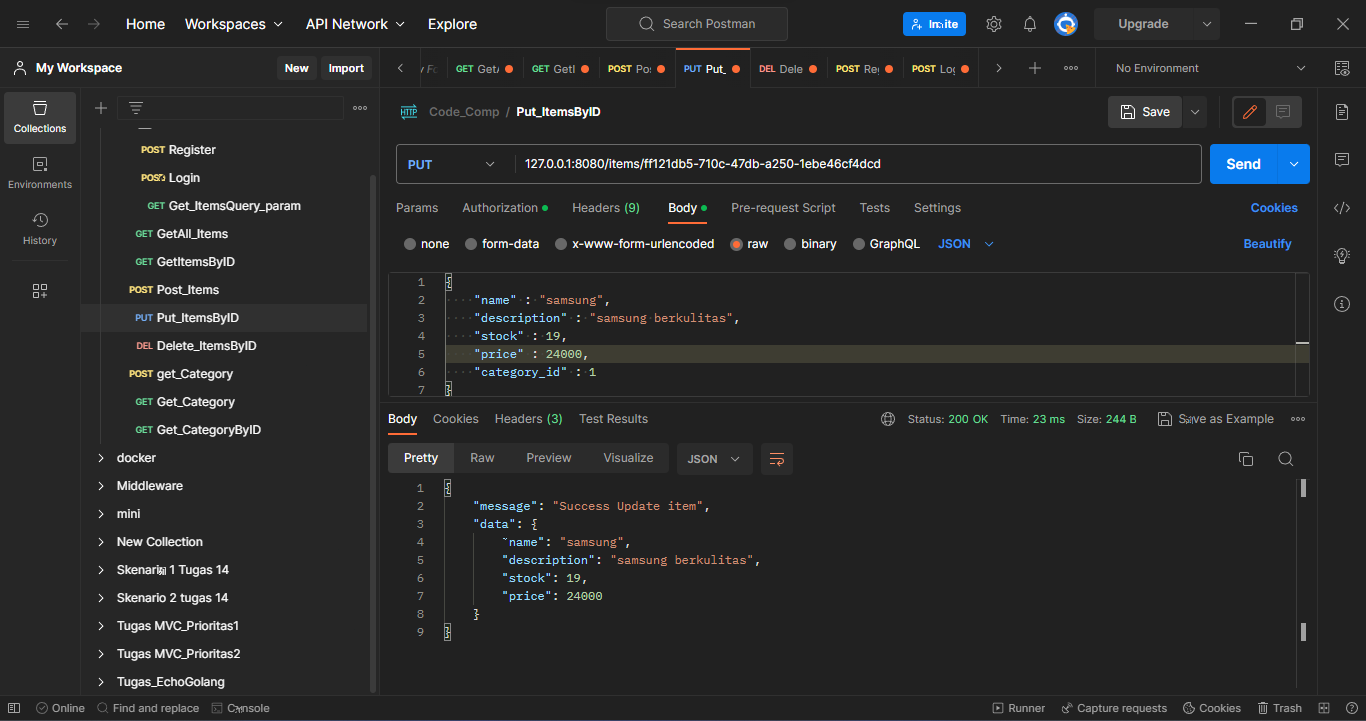 Home Workspaces API Network Explore Search Postman Invite Upgrade
My Workspace New Import
GET GetA GET GetI POST Po: PUT Put_ DEL Dele POST Re POST Lo No Environment
Collections
Environments
History
POST Register
POST Login
GET Get_ItemsQuery_param
GET GetAll_Items
GET GetItemsByID
POST Post_Items
PUT Put_ItemsByID
DEL Delete_ItemsByID
POST get_Category
GET Get_Category
GET Get_CategoryByID
docker
Middleware
mini
New Collection
Skenario 1 Tugas 14
Skenario 2 tugas 14
Tugas MVC_Prioritas1
Tugas MVC_Prioritas2
Tugas_EchoGolang
HTTP Code_Comp / Put_ItemsByID Save
PUT 127.0.0.1:8080/items/ff121db5-710c-47db-a250-1ebe46cf4dcd Send
Params Authorization Headers (9) Body Pre-request Script Tests Settings Cookies
none form-data x-www-form-urlencoded raw binary GraphQL JSON Beautify
1 {
2 "name" : "samsung",
3 "description" : "samsung berkulitas",
4 "stock" : 19,
5 "price" : 24000,
6 "category_id" : 1
7 }
Body Cookies Headers (3) Test Results Status: 200 OK Time: 23 ms Size: 244 B Save as Example
Pretty Raw Preview Visualize JSON
1 {
2 "message": "Success Update item",
3 "data": {
4 "name": "samsung",
5 "description": "samsung berkulitas",
6 "stock": 19,
7 "price": 24000
8 }
9 }
Online Find and replace Console Runner Capture requests Cookies Trash